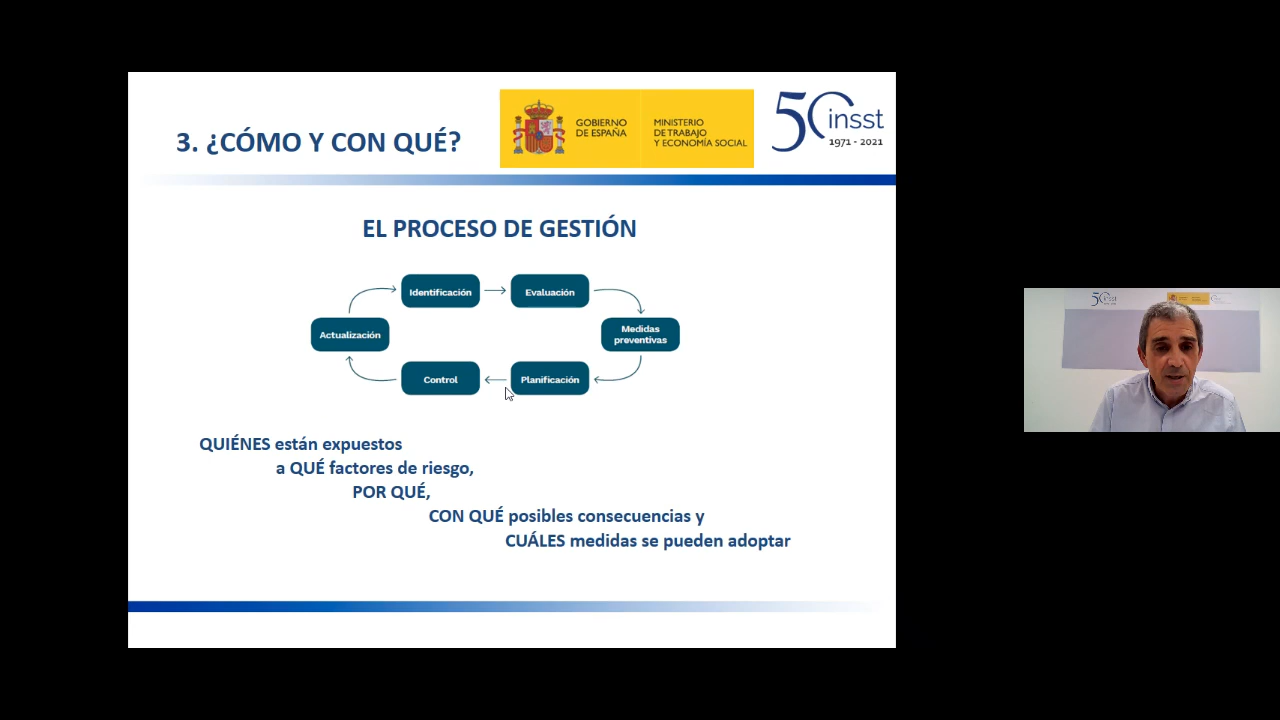 3. ¿CÓMO Y CON QUÉ?
GOBIERNO
DE ESPAÑA
MINISTERIO
DE TRABAJO
Y ECONOMÍA SOCIAL
50 insst
1971 - 2021
EL PROCESO DE GESTIÓN
Identificación
Evaluación
Medidas
preventivas
Actualización
Control
Planificación
QUIÉNES están expuestos
a QUÉ factores de riesgo,
POR QUÉ,
CON QUÉ posibles consecuencias y
CUÁLES medidas se pueden adoptar